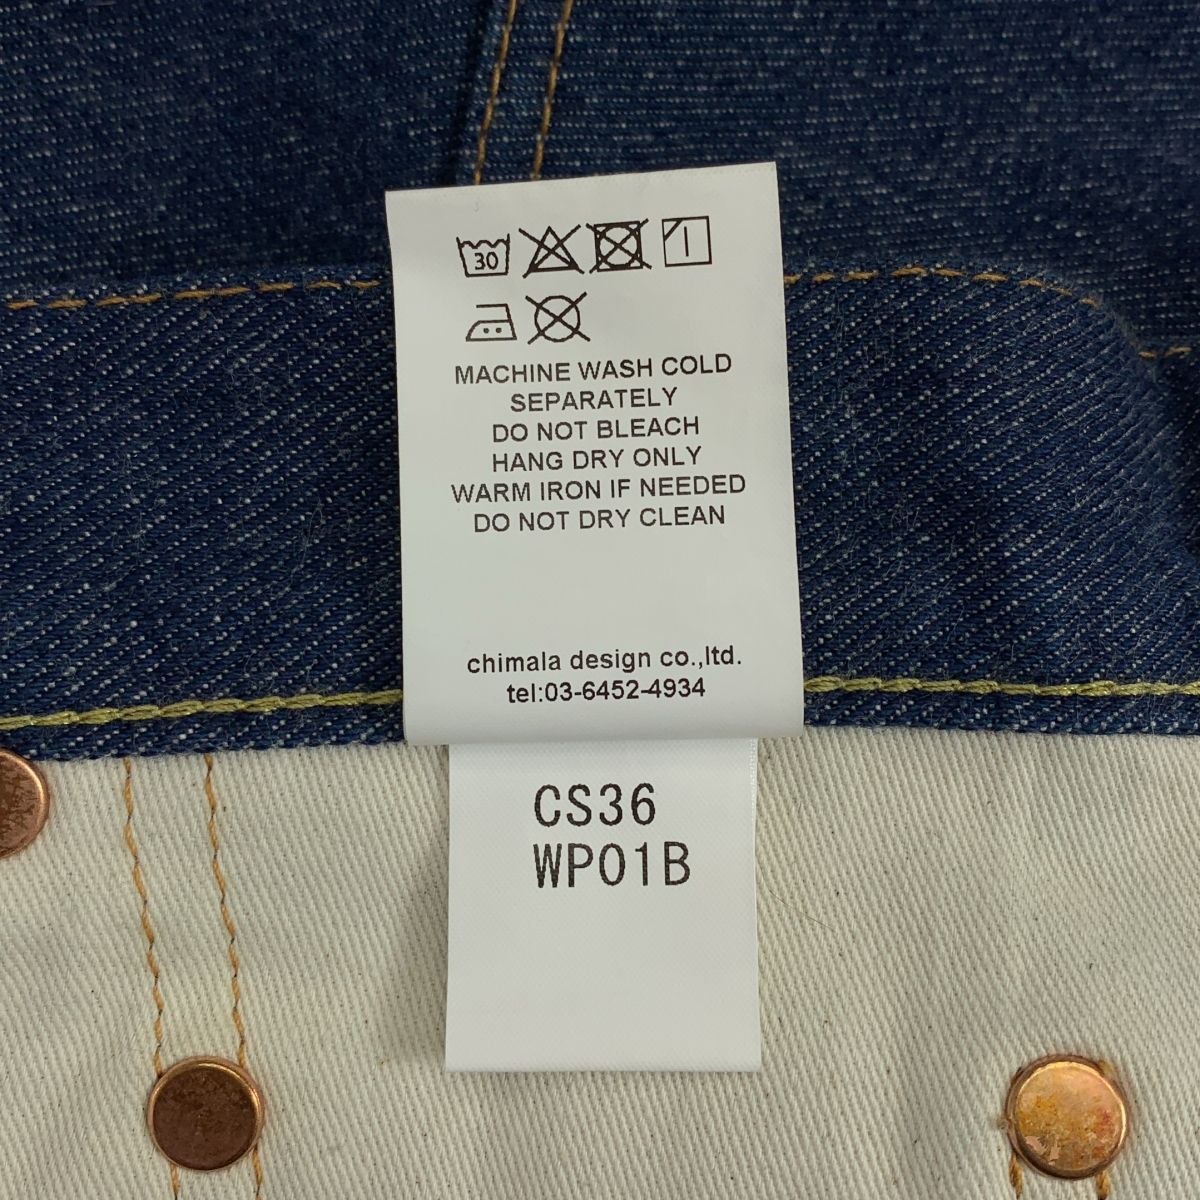 30
MACHINE WASH COLD
SEPARATELY
DO NOT BLEACH
HANG DRY ONLY
WARM IRON IF NEEDED
DO NOT DRY CLEAN
chimala design co.,ltd.
tel:03-6452-4934
CS36
WP01B